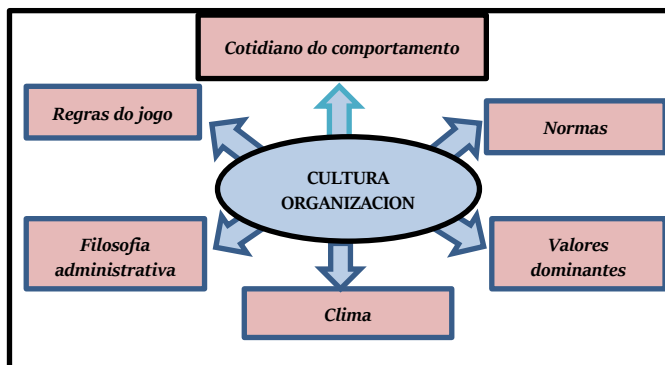 Cotidiano do comportamento
Regras do jogo
Normas
CULTURA
ORGANIZACION
Filosofia
administrativa
Valores
dominantes
Clima